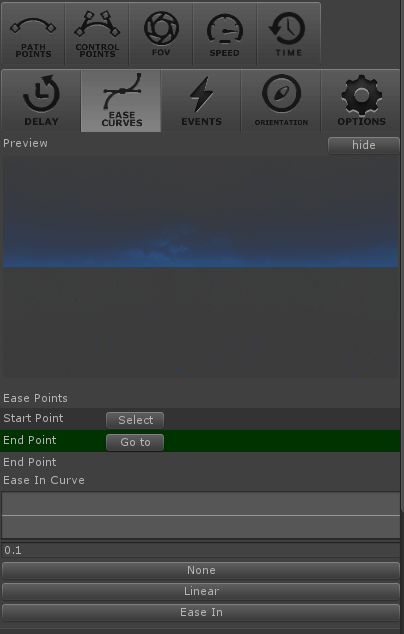 PATH
POINTS
CONTROL
POINTS
FOV
SPEED
TIME
DELAY
EASE
CURVES
EVENTS
ORIENTATION
OPTIONS
Preview
hide
Ease Points
Start Point
Select
End Point
Go to
End Point
Ease In Curve
0.1
None
Linear
Ease In